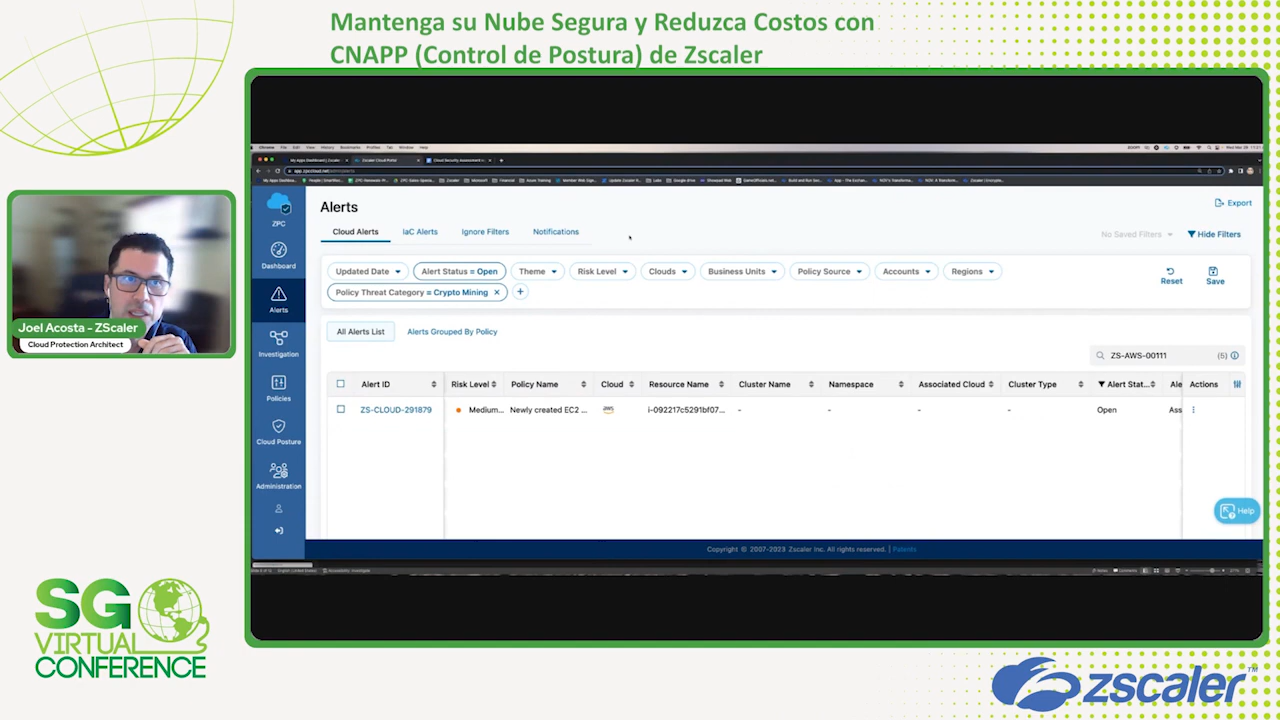 Mantenga su Nube Segura y Reduzca Costos con
CNAPP (Control de Postura) de Zscaler
Joel Acosta - ZScaler
Cloud Protection Architect
SG
VIRTUAL
CONFERENCE
zscaler™
ZPC
Dashboard
Alerts
Investigation
Policies
Cloud Posture
Administration
Alerts
Export
Cloud Alerts IaC Alerts Ignore Filters Notifications
No Saved Filters Hide Filters
Updated Date Alert Status = Open Theme Risk Level Clouds Business Units Policy Source Accounts Regions
Policy Threat Category = Crypto Mining × +
Reset Save
All Alerts List Alerts Grouped By Policy
ZS-AWS-00111 (5)
Alert ID Risk Level Policy Name Cloud Resource Name Cluster Name Namespace Associated Cloud Cluster Type Alert Stat... Ale Actions
ZS-CLOUD-291879 Medium... Newly created EC2 ... aws i-092217c5291bf07... - - - - Open Ass
Help
Copyright © 2007-2023 Zscaler Inc. All rights reserved. | Patents